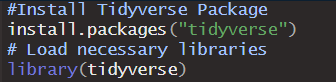 #Install Tidyverse Package
install.packages("tidyverse")
# Load necessary libraries
library(tidyverse)